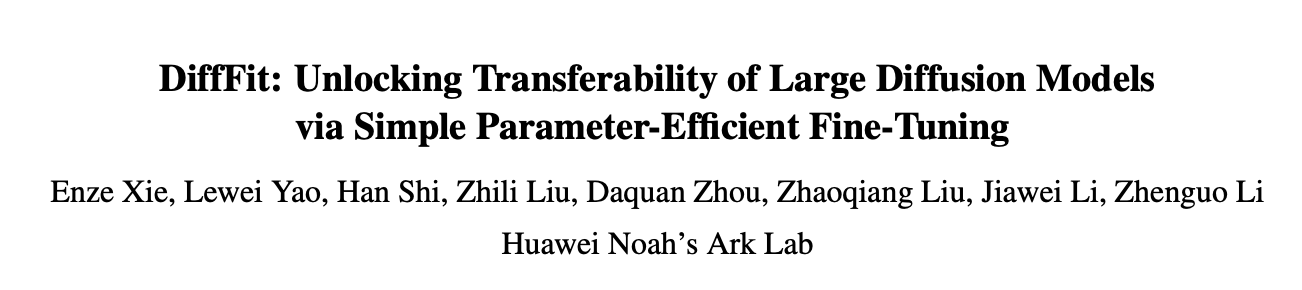 DiffFit: Unlocking Transferability of Large Diffusion Models
via Simple Parameter-Efficient Fine-Tuning
Enze Xie, Lewei Yao, Han Shi, Zhili Liu, Daquan Zhou, Zhaoqiang Liu, Jiawei Li, Zhenguo Li
Huawei Noah’s Ark Lab